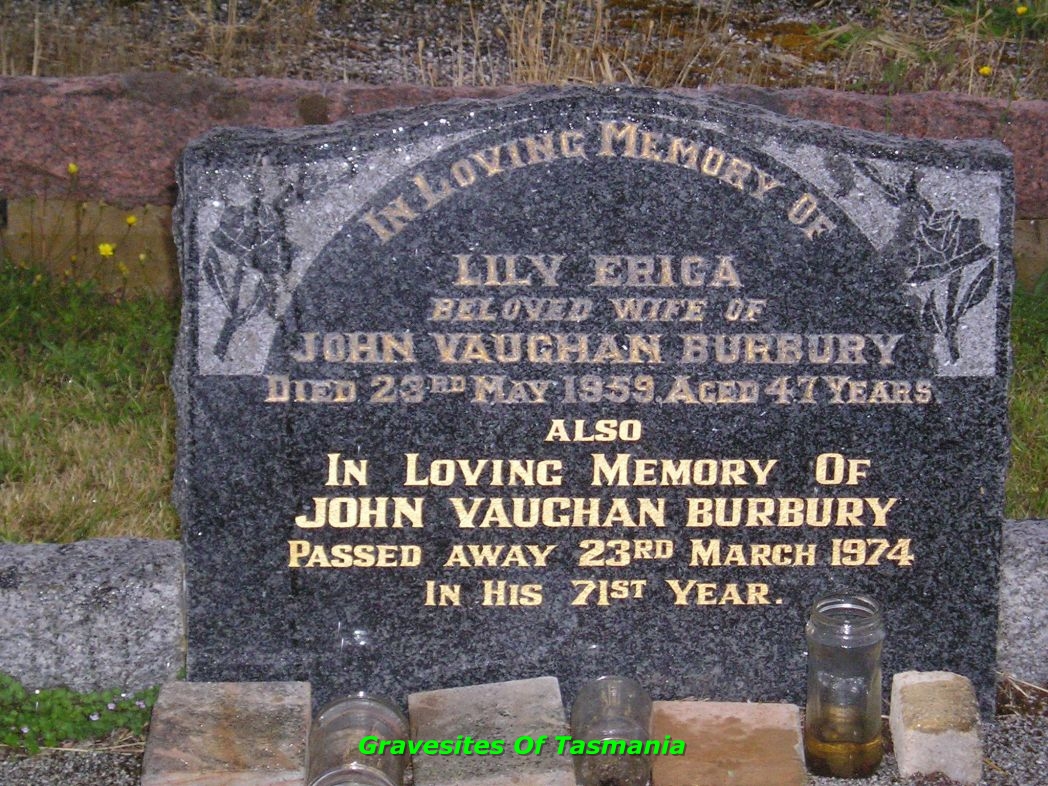 IN LOVING MEMORY OF
LILY ERICA
BELOVED WIFE OF
JOHN VAUGHAN BURBURY
DIED 23RD MAY 1959. AGED 47 YEARS.
ALSO
IN LOVING MEMORY OF
JOHN VAUGHAN BURBURY
PASSED AWAY 23RD MARCH 1974
IN HIS 71ST YEAR.
Gravesites Of Tasmania